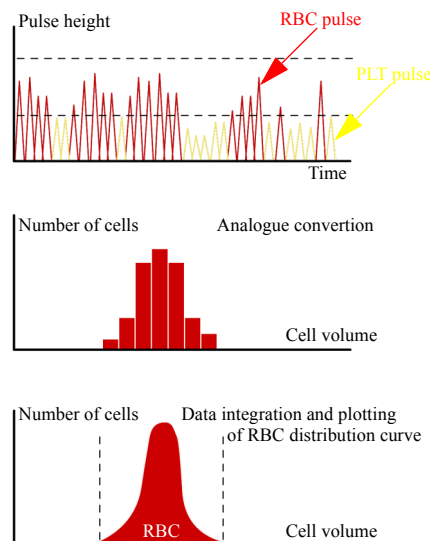 Pulse height
RBC pulse
PLT pulse
Time
Number of cells
Analogue convertion
Cell volume
Number of cells
Data integration and plotting
of RBC distribution curve
RBC
Cell volume